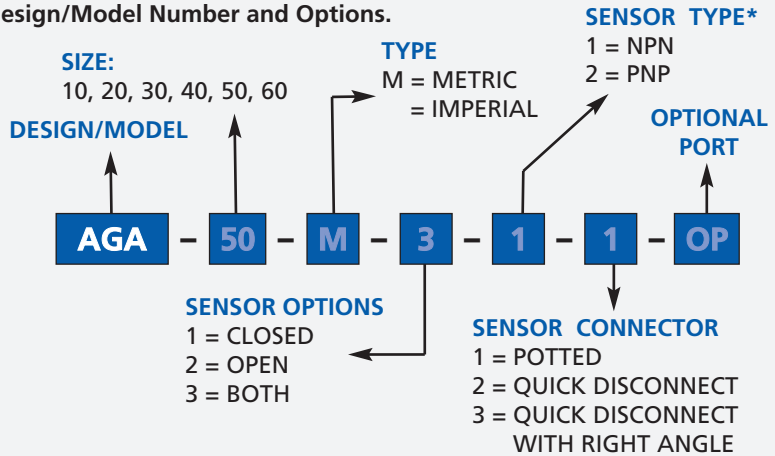 esign/Model Number and Options.
SIZE:
10, 20, 30, 40, 50, 60
DESIGN/MODEL
TYPE
M = METRIC
= IMPERIAL
SENSOR TYPE*
1 = NPN
2 = PNP
OPTIONAL
PORT
AGA - 50 - M - 3 - 1 - 1 - OP
SENSOR OPTIONS
1 = CLOSED
2 = OPEN
3 = BOTH
SENSOR CONNECTOR
1 = POTTED
2 = QUICK DISCONNECT
3 = QUICK DISCONNECT
WITH RIGHT ANGLE